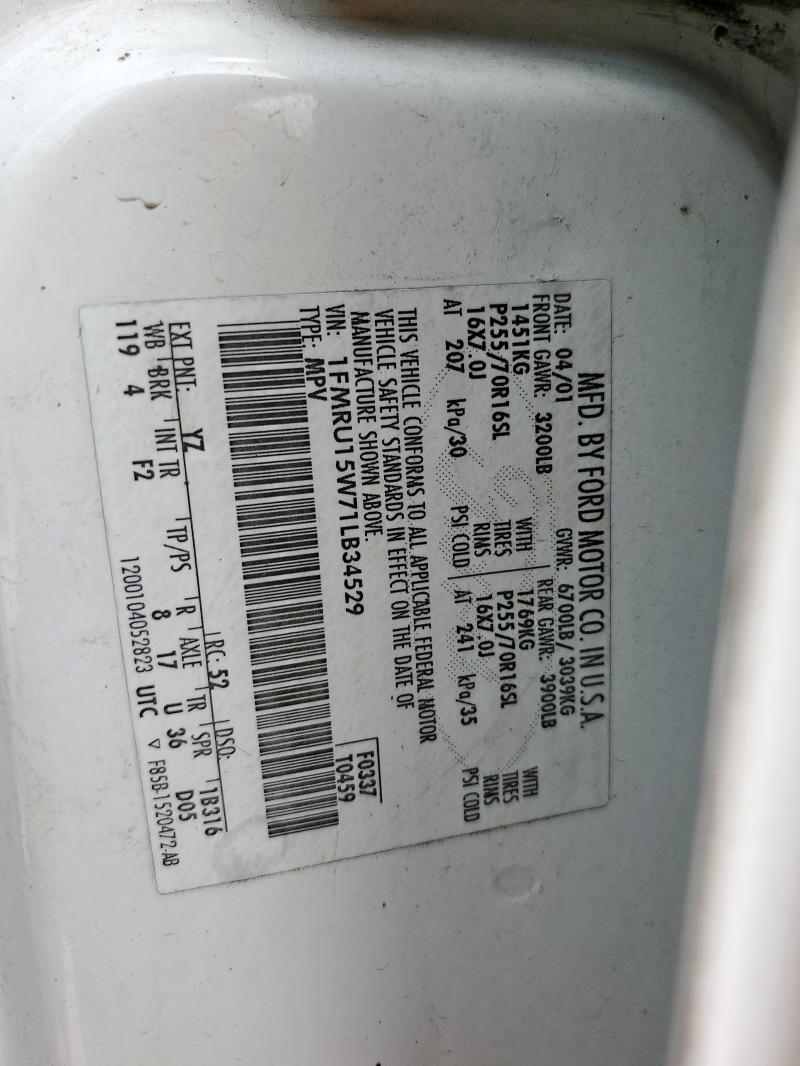 MFD. BY FORD MOTOR CO. IN U.S.A.
DATE: 04/01 GVWR: 6700LB / 3039KG
FRONT GAWR: 3200LB REAR GAWR: 3900LB
1451KG WITH 1769KG WITH
P255/70R16SL TIRES P255/70R16SL TIRES
16X7.0J RIMS 16X7.0J RIMS
AT 207 kPa/30 PSI COLD AT 241 kPa/35 PSI COLD
THIS VEHICLE CONFORMS TO ALL APPLICABLE FEDERAL MOTOR
VEHICLE SAFETY STANDARDS IN EFFECT ON THE DATE OF
MANUFACTURE SHOWN ABOVE.
VIN: 1FMRU15W71LB34529 F0337
TYPE: MPV T0459
EXT PNT: YZ RC: 52 DSO: 1B316
WB BRK INT TR TP/PS R AXLE TR SPR
119 4 F2 8 17 U 36 D05
1200104052823 UTC ▽ F85B-1520472-AB